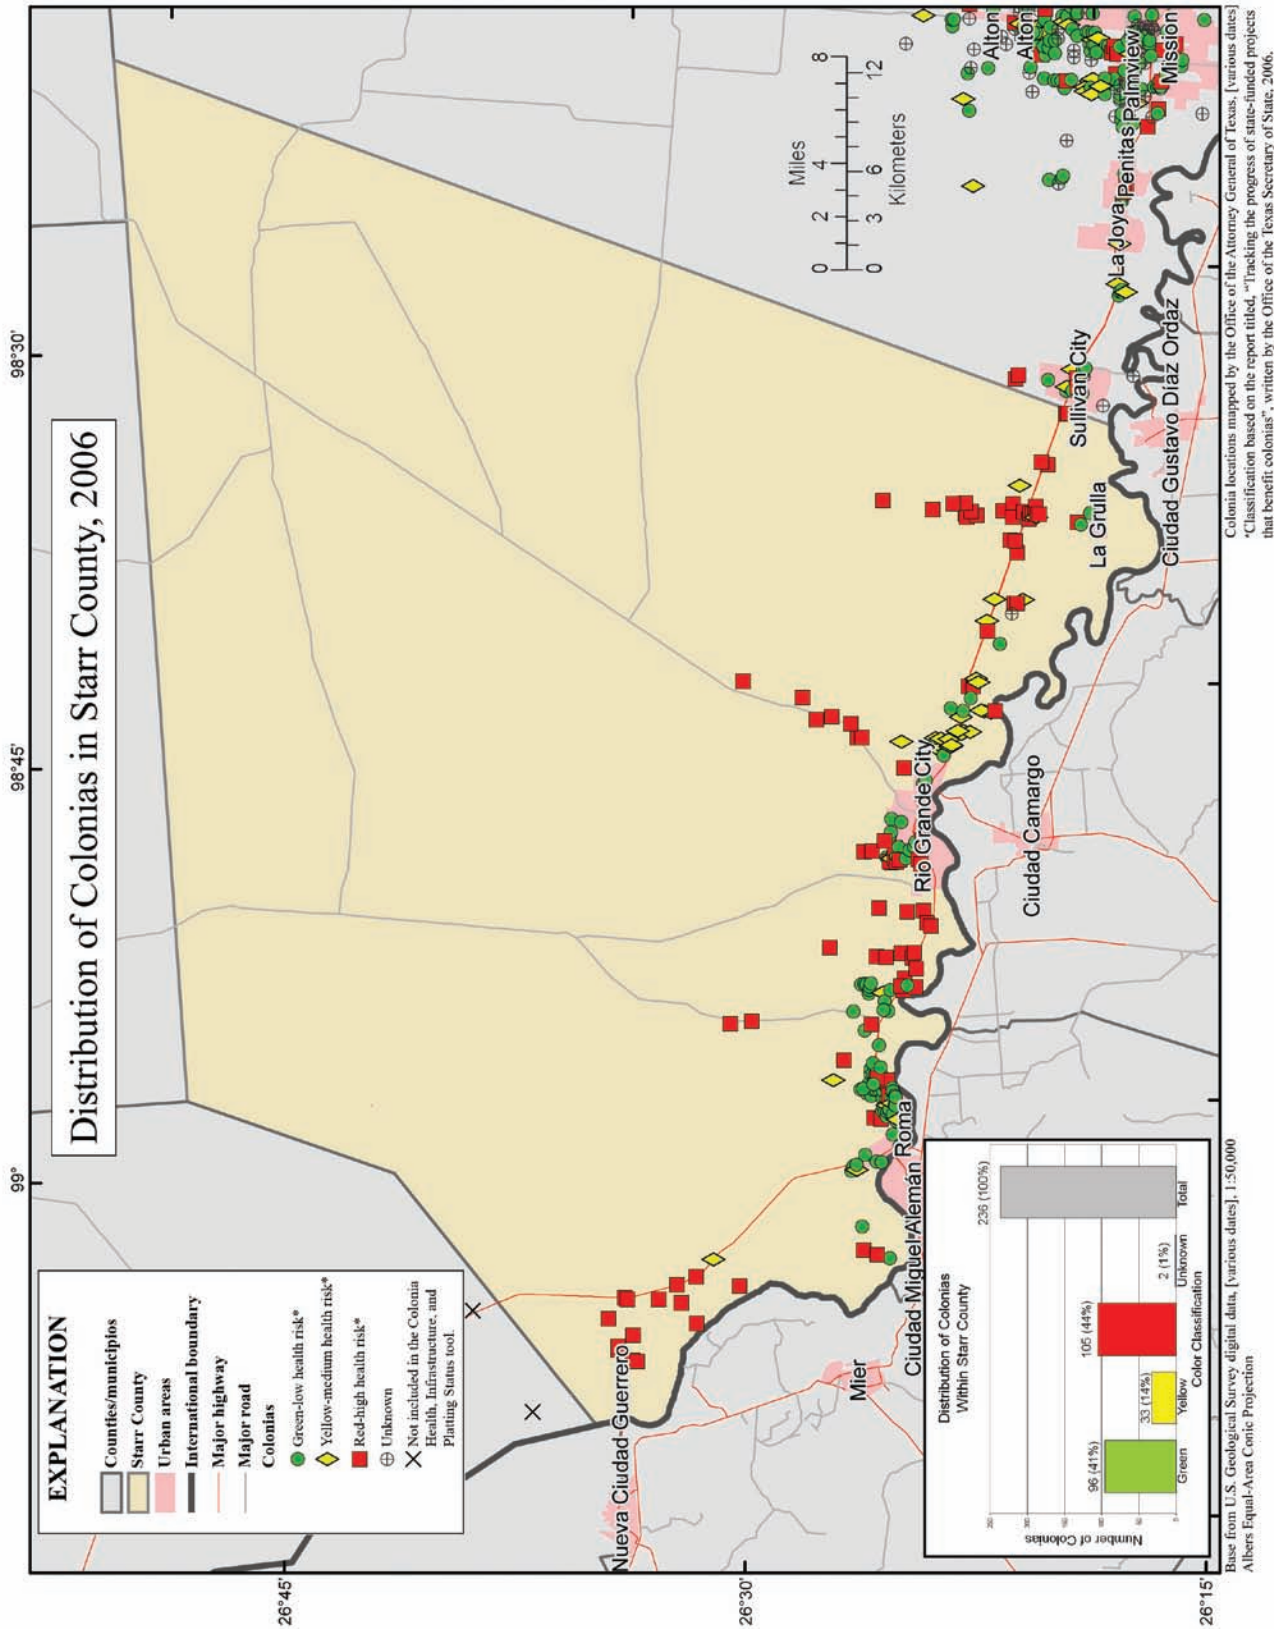 Distribution of Colonias in Starr County, 2006
99°
98°45'
98°30'
26°45'
26°30'
26°15'
EXPLANATION
Counties/municipios
Starr County
Urban areas
International boundary
Major highway
Major road
Colonias
Green-low health risk*
Yellow-medium health risk*
Red-high health risk*
Unknown
Not included in the Colonia
Health, Infrastructure, and
Platting Status tool.
Miles
0 2 4 8
0 3 6 12
Kilometers
Alton
Alton
Palmview
Mission
Penitas
La Joya
Sullivan City
Ciudad Gustavo Díaz Ordaz
La Grulla
Rio Grande City
Ciudad Camargo
Roma
Ciudad Miguel Alemán
Mier
Nueva Ciudad Guerrero
Distribution of Colonias
Within Starr County
Number of Colonias
250
200
150
100
50
0
96 (41%)
33 (14%)
105 (44%)
2 (1%)
236 (100%)
Green
Yellow
Unknown
Total
Color Classification
Base from U.S. Geological Survey digital data, [various dates], 1:50,000
Albers Equal-Area Conic Projection
Colonia locations mapped by the Office of the Attorney General of Texas, [various dates]
*Classification based on the report titled, "Tracking the progress of state-funded projects
that benefit colonias", written by the Office of the Texas Secretary of State, 2006.